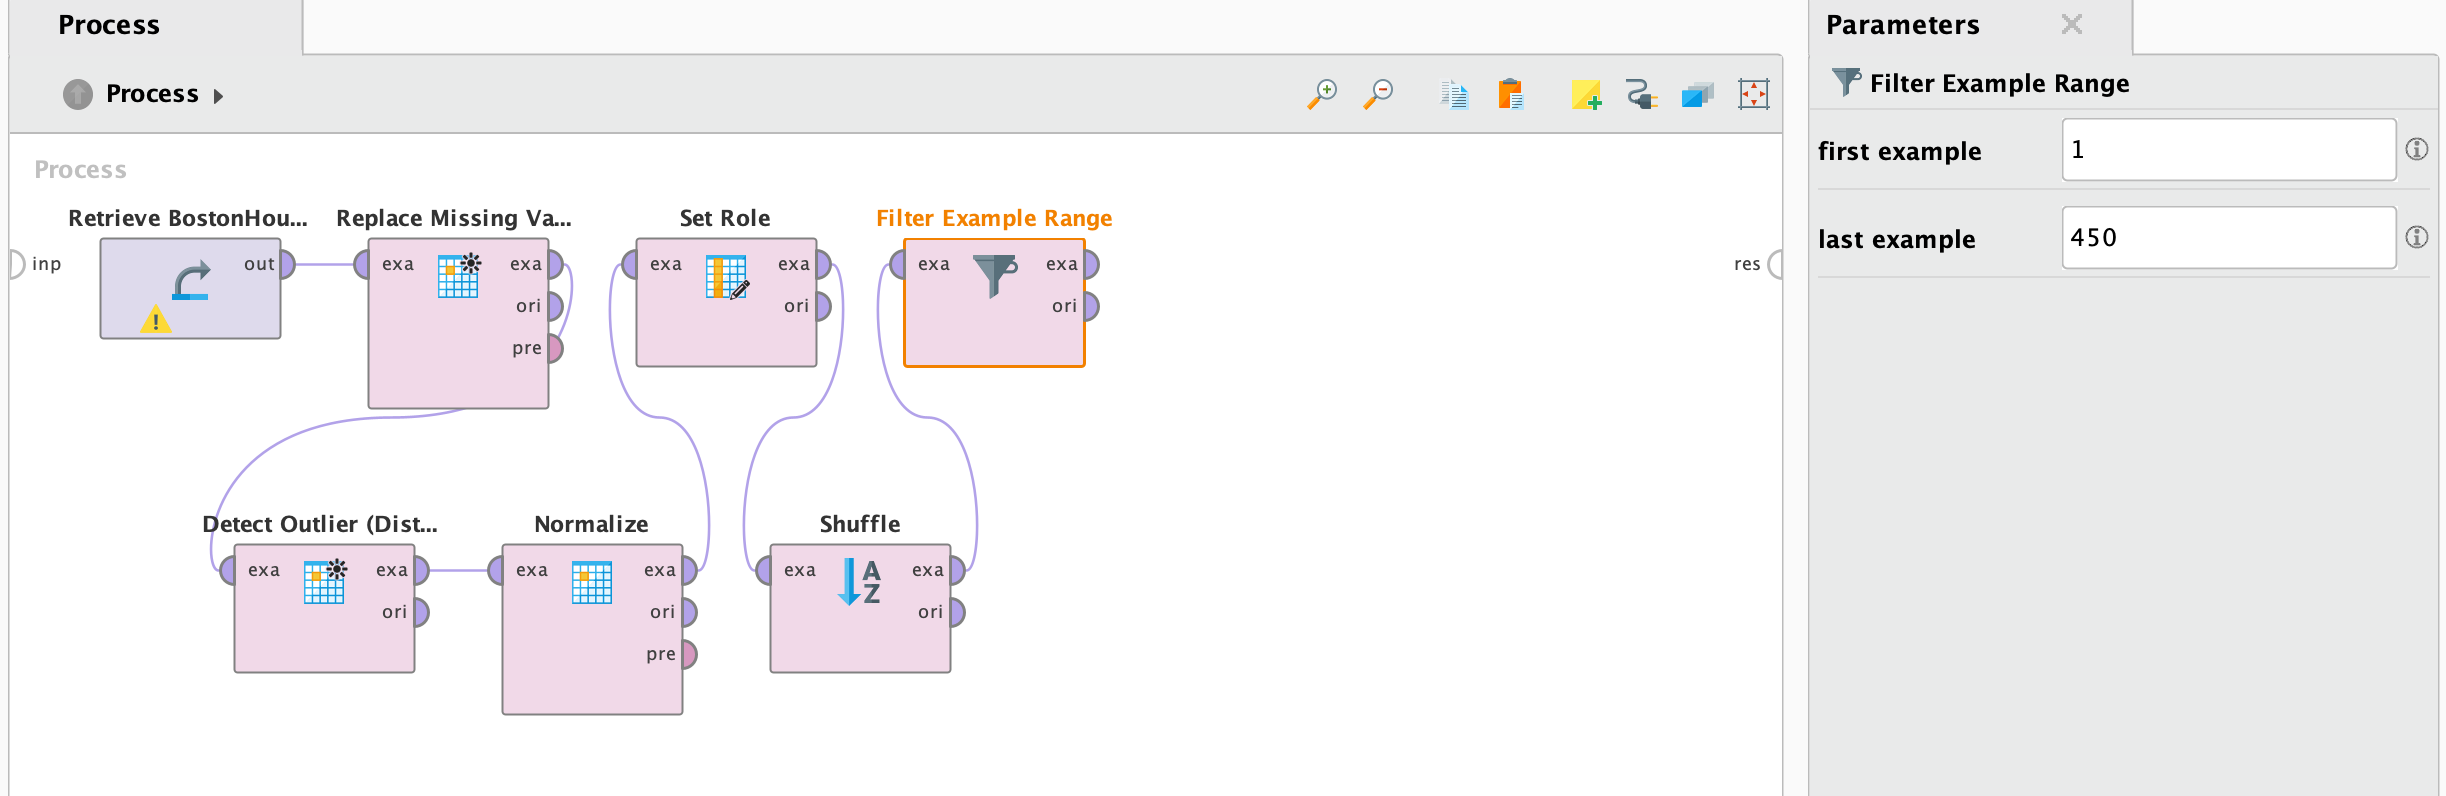 Process
Process
Process
inp
Retrieve BostonHou...
out
Replace Missing Va...
exa
exa
ori
pre
Set Role
exa
exa
ori
Filter Example Range
exa
exa
ori
res
Detect Outlier (Dist...
exa
exa
ori
Normalize
exa
exa
ori
pre
Shuffle
exa
A
Z
exa
ori
Parameters
Filter Example Range
first example
1
last example
450